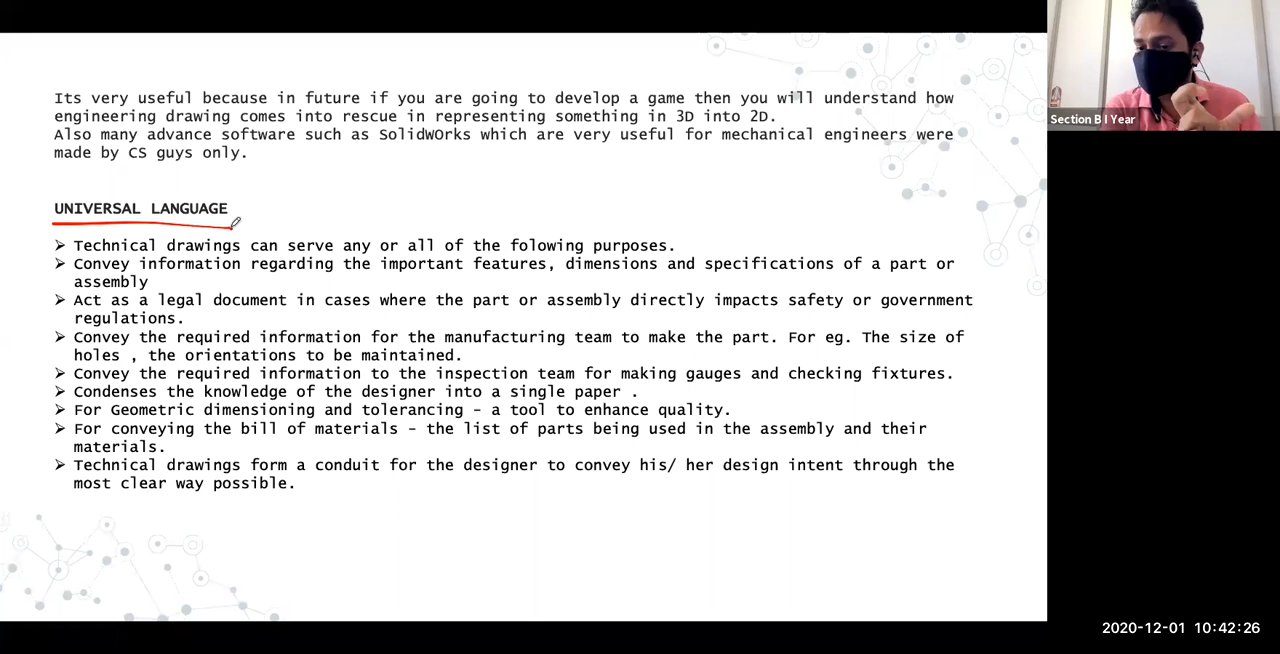 Its very useful because in future if you are going to develop a game then you will understand how
engineering drawing comes into rescue in representing something in 3D into 2D.
Also many advance software such as SolidWOrks which are very useful for mechanical engineers were
made by CS guys only.
UNIVERSAL LANGUAGE
➢ Technical drawings can serve any or all of the folowing purposes.
➢ Convey information regarding the important features, dimensions and specifications of a part or
assembly
➢ Act as a legal document in cases where the part or assembly directly impacts safety or government
regulations.
➢ Convey the required information for the manufacturing team to make the part. For eg. The size of
holes , the orientations to be maintained.
➢ Convey the required information to the inspection team for making gauges and checking fixtures.
➢ Condenses the knowledge of the designer into a single paper .
➢ For Geometric dimensioning and tolerancing - a tool to enhance quality.
➢ For conveying the bill of materials - the list of parts being used in the assembly and their
materials.
➢ Technical drawings form a conduit for the designer to convey his/ her design intent through the
most clear way possible.
Section B I Year
2020-12-01 10:42:26